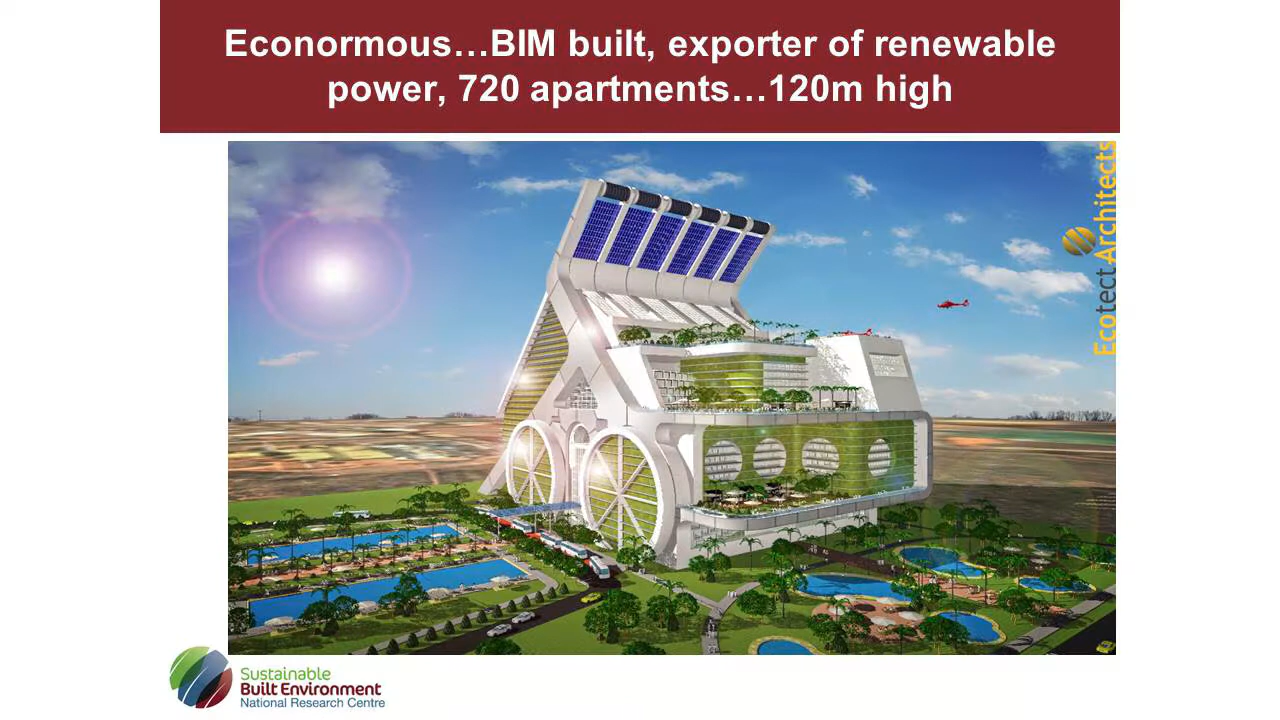 Econormous…BIM built, exporter of renewable
power, 720 apartments…120m high
Ecotect Architects
Sustainable
Built Environment
National Research Centre